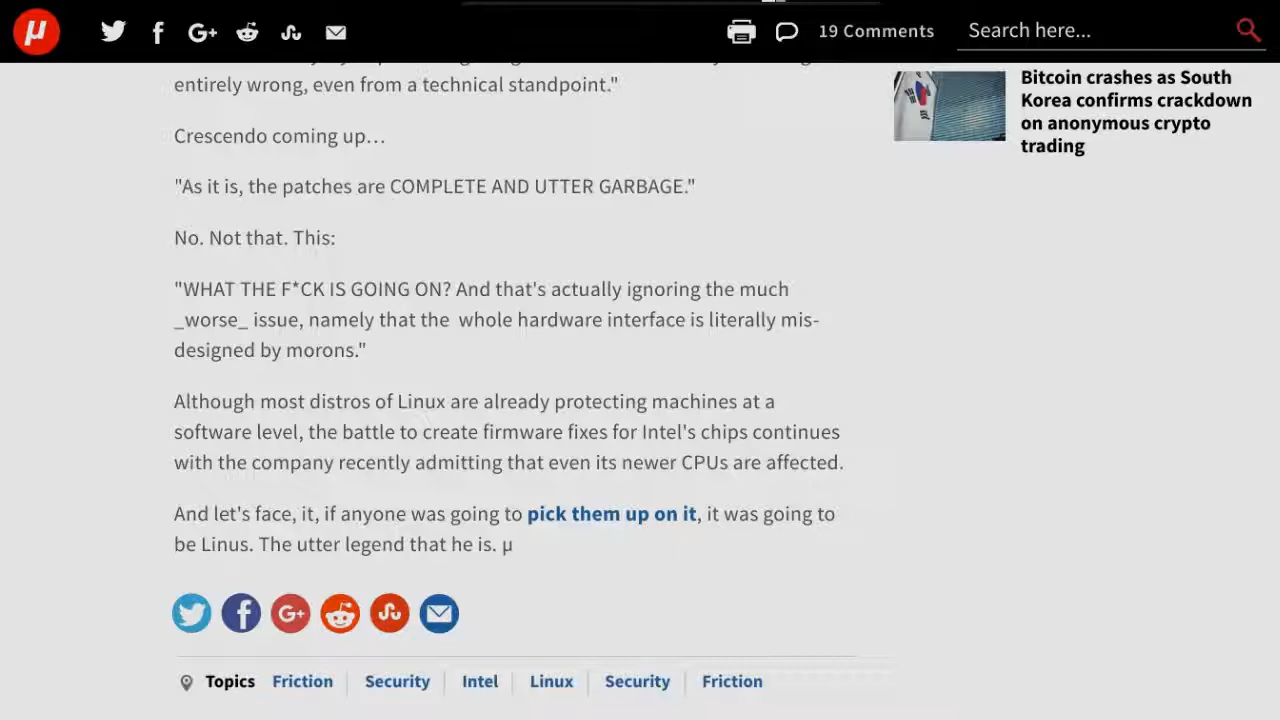 µ
G+
19 Comments
Search here...
entirely wrong, even from a technical standpoint."
Bitcoin crashes as South
Korea confirms crackdown
on anonymous crypto
trading
Crescendo coming up…
"As it is, the patches are COMPLETE AND UTTER GARBAGE."
No. Not that. This:
"WHAT THE F*CK IS GOING ON? And that's actually ignoring the much
_worse_ issue, namely that the  whole hardware interface is literally mis-
designed by morons."
Although most distros of Linux are already protecting machines at a
software level, the battle to create firmware fixes for Intel's chips continues
with the company recently admitting that even its newer CPUs are affected.
And let's face, it, if anyone was going to pick them up on it, it was going to
be Linus. The utter legend that he is. µ
G+
Topics Friction Security Intel Linux Security Friction